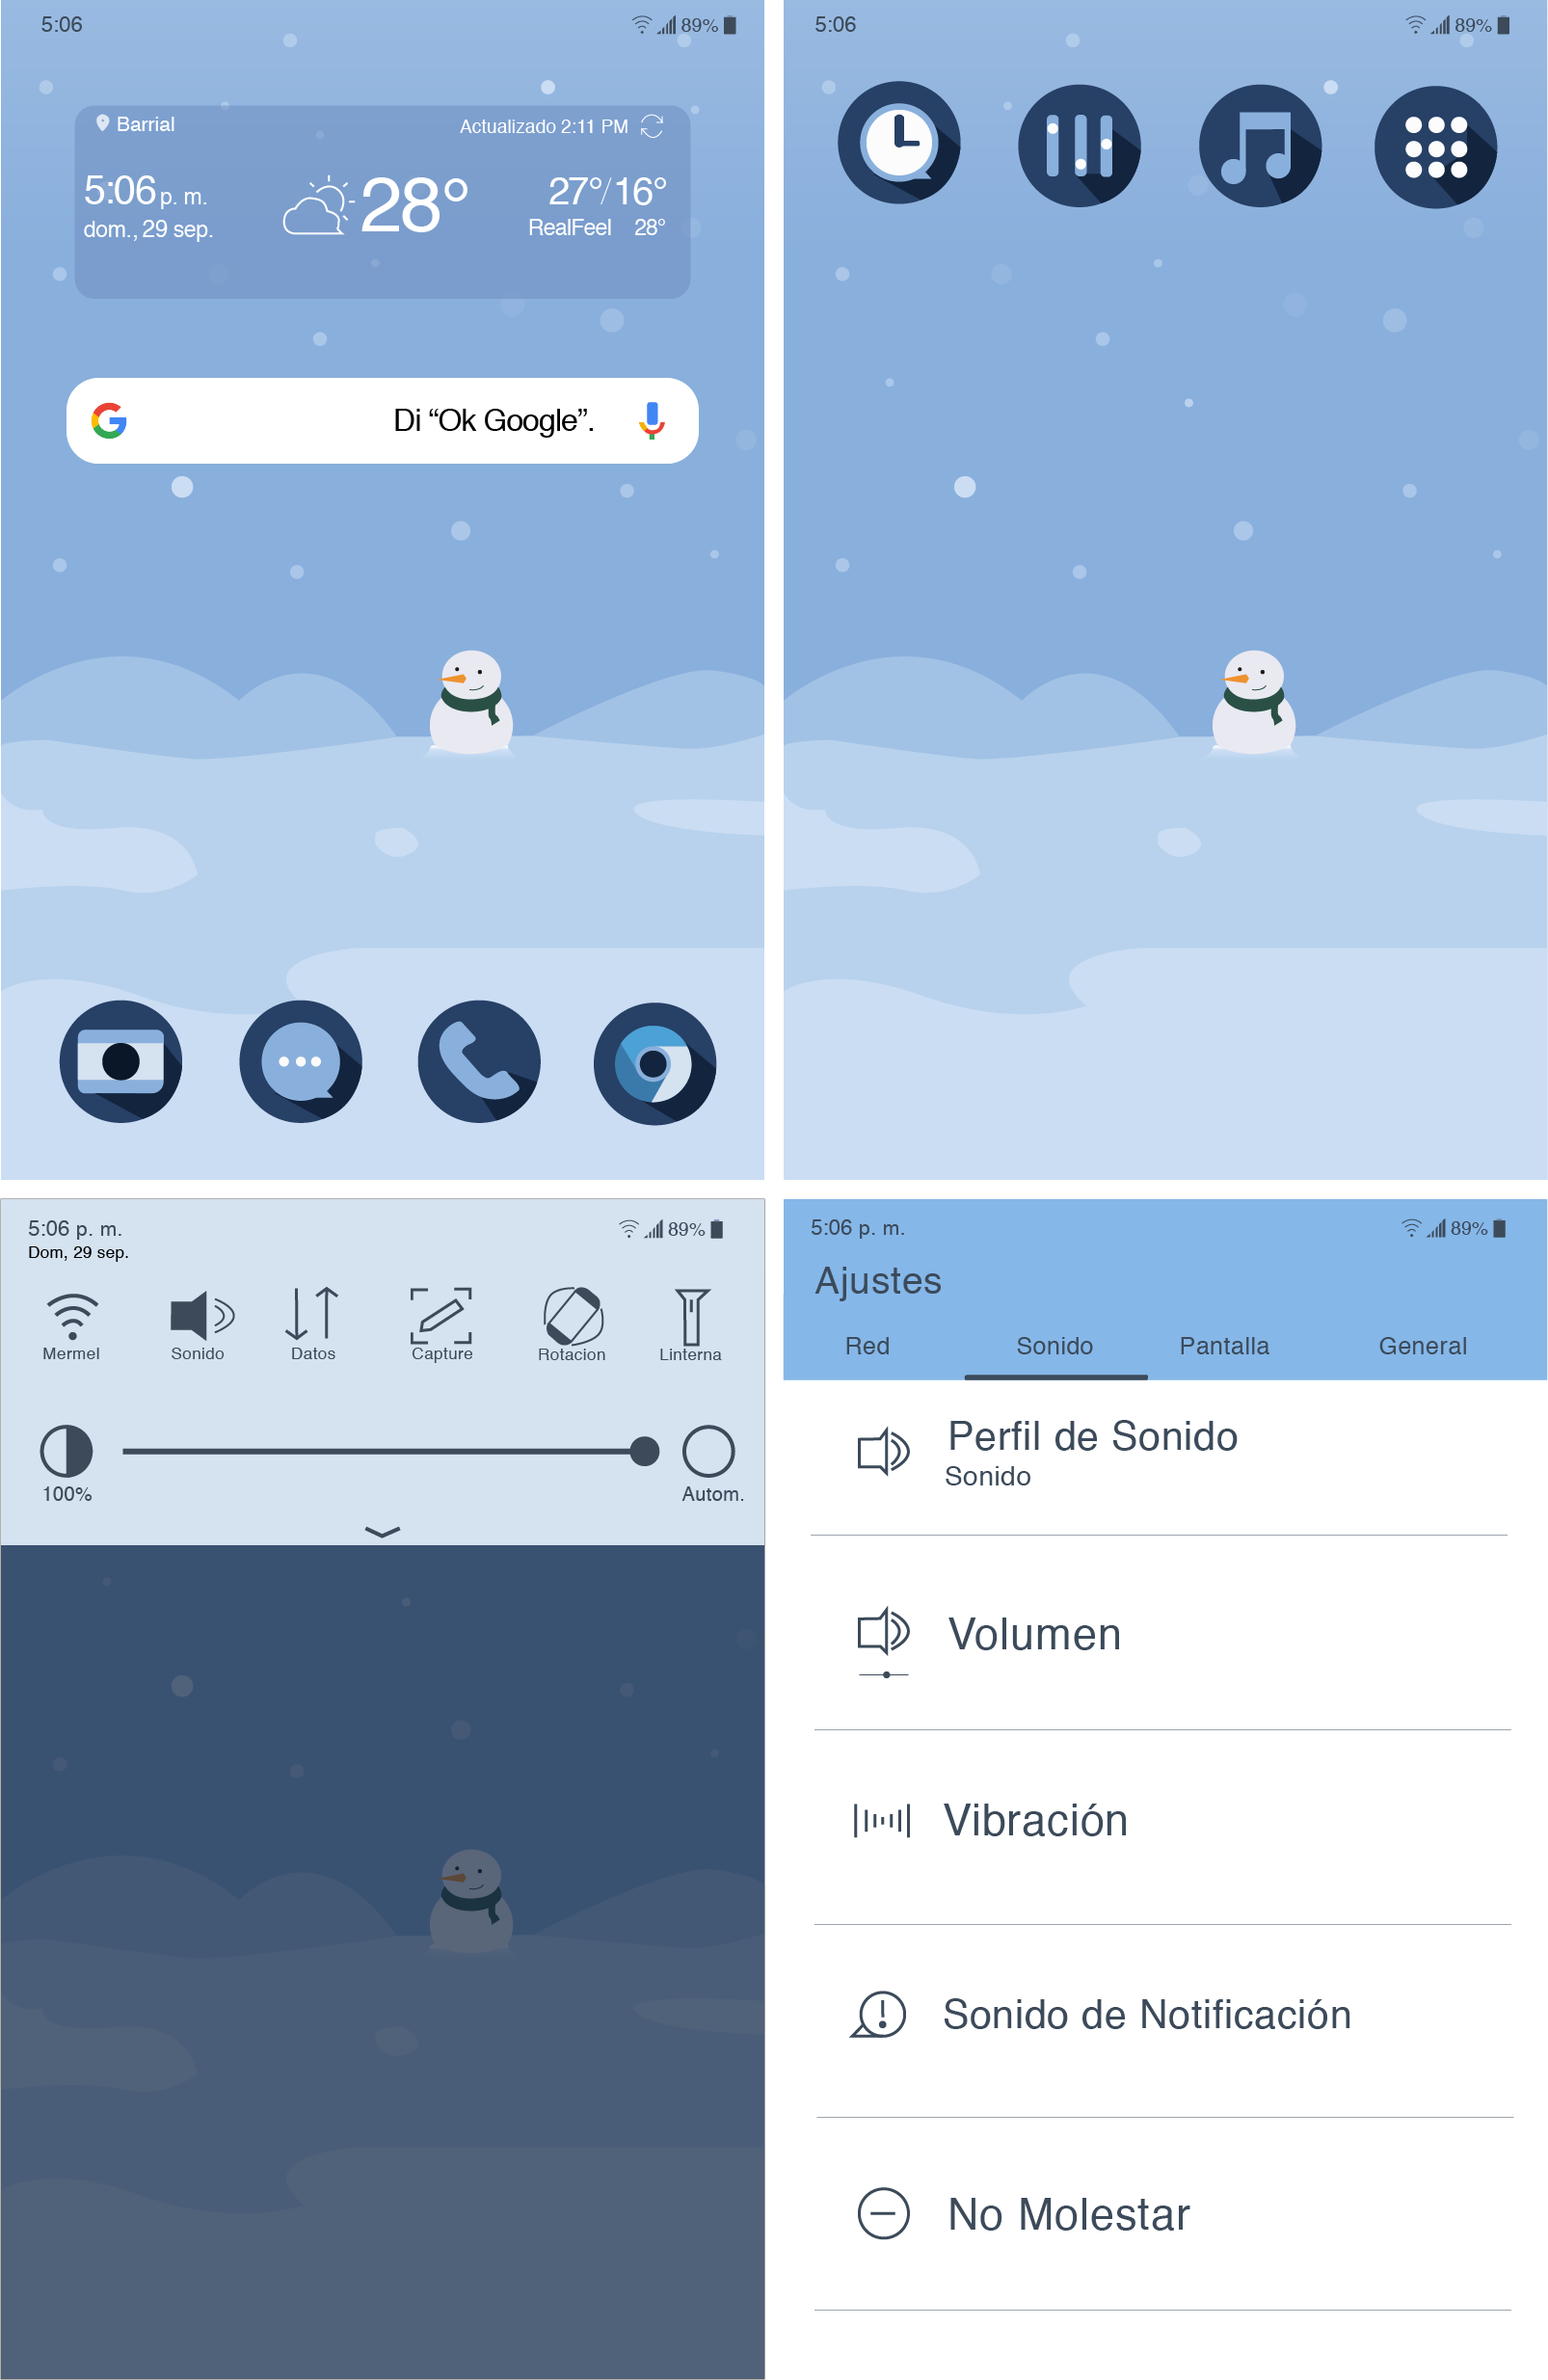 5:06
89%
Barrial
Actualizado 2:11 PM
5:06 p. m.
dom., 29 sep.
28°
27°/16°
RealFeel 28°
Di “Ok Google”.
5:06
89%
5:06 p. m.
Dom, 29 sep.
89%
Mermel
Sonido
Datos
Capture
Rotacion
Linterna
100%
Autom.
5:06 p. m.
89%
Ajustes
Red
Sonido
Pantalla
General
Perfil de Sonido
Sonido
Volumen
Vibración
Sonido de Notificación
No Molestar